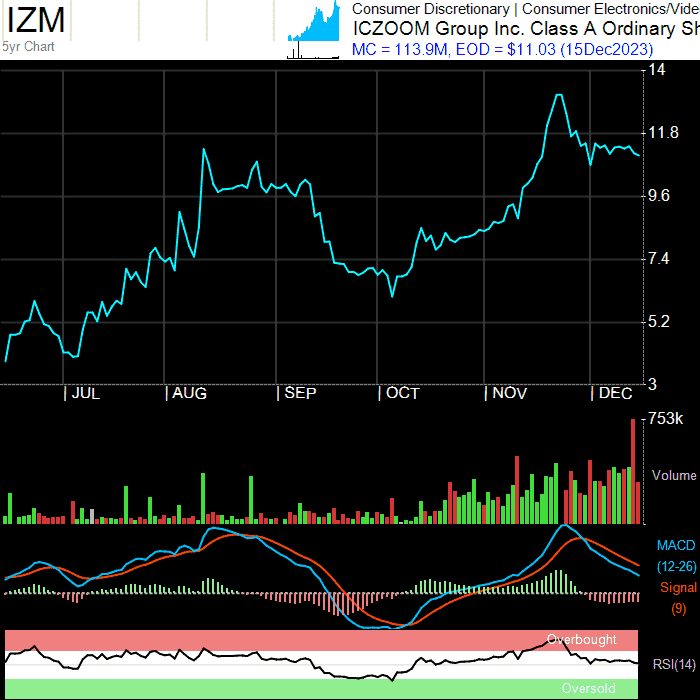 IZM
5yr Chart
Consumer Discretionary | Consumer Electronics/Vide
ICZOOM Group Inc. Class A Ordinary Sh
MC = 113.9M, EOD = $11.03 (15Dec2023)
14
11.8
9.6
7.4
5.2
3
| JUL | AUG | SEP | OCT | NOV | DEC
753k
Volume
MACD
(12-26)
Signal
(9)
Overbought
RSI(14)
Oversold